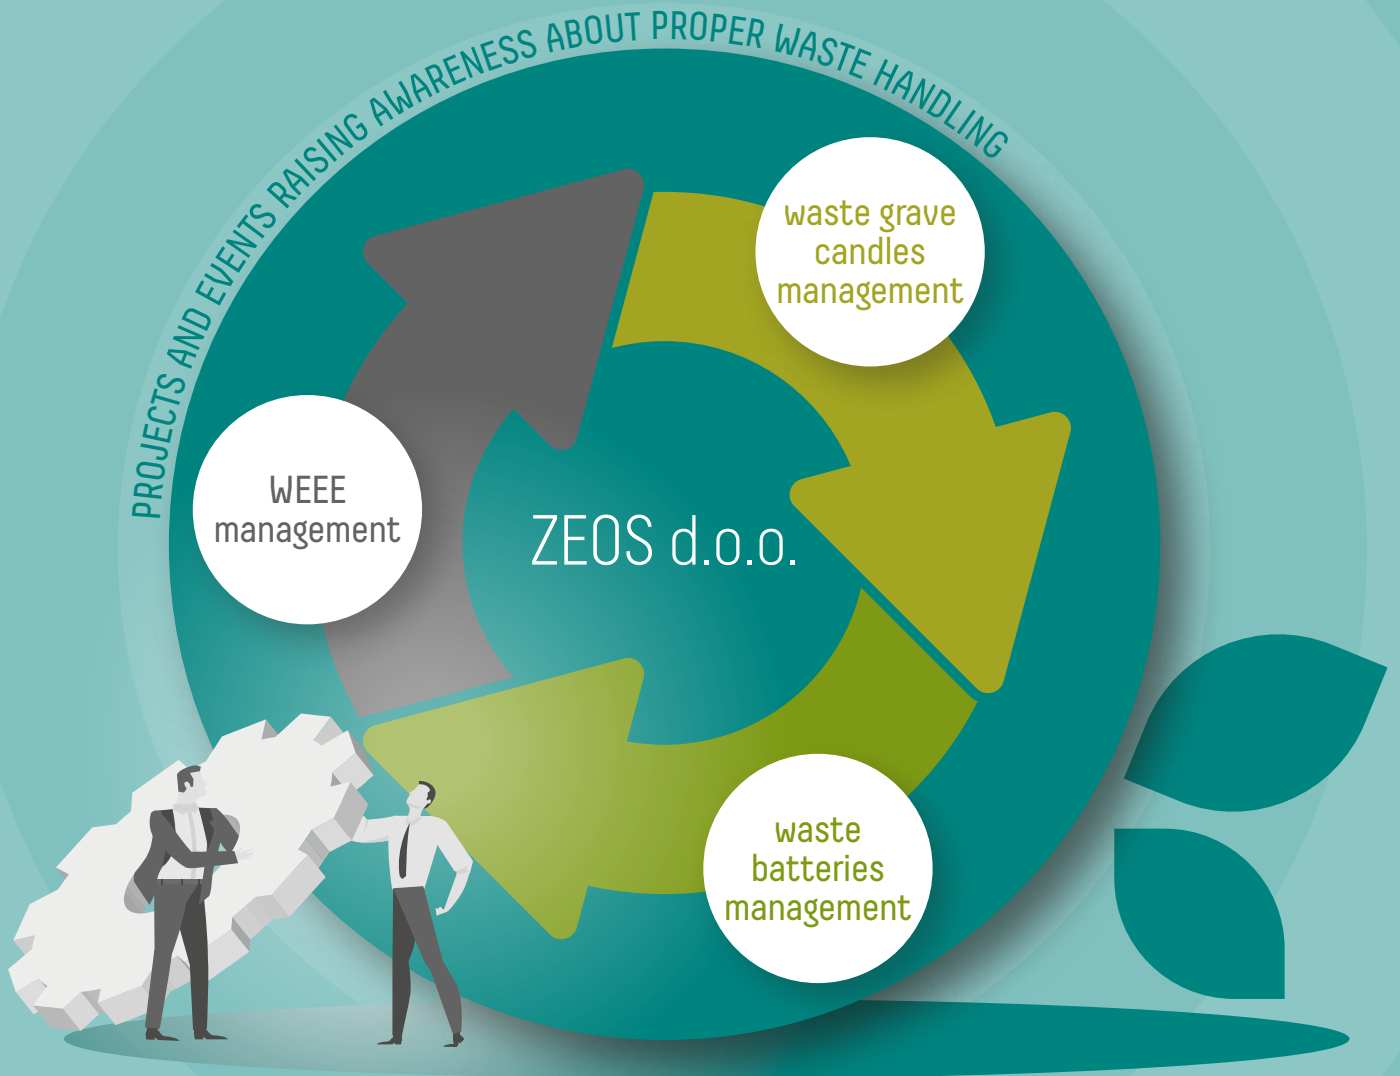 PROJECTS AND EVENTS RAISING AWARENESS ABOUT PROPER WASTE HANDLING
waste grave
candles
management
WEEE
management
ZEOS d.o.o.
waste
batteries
management